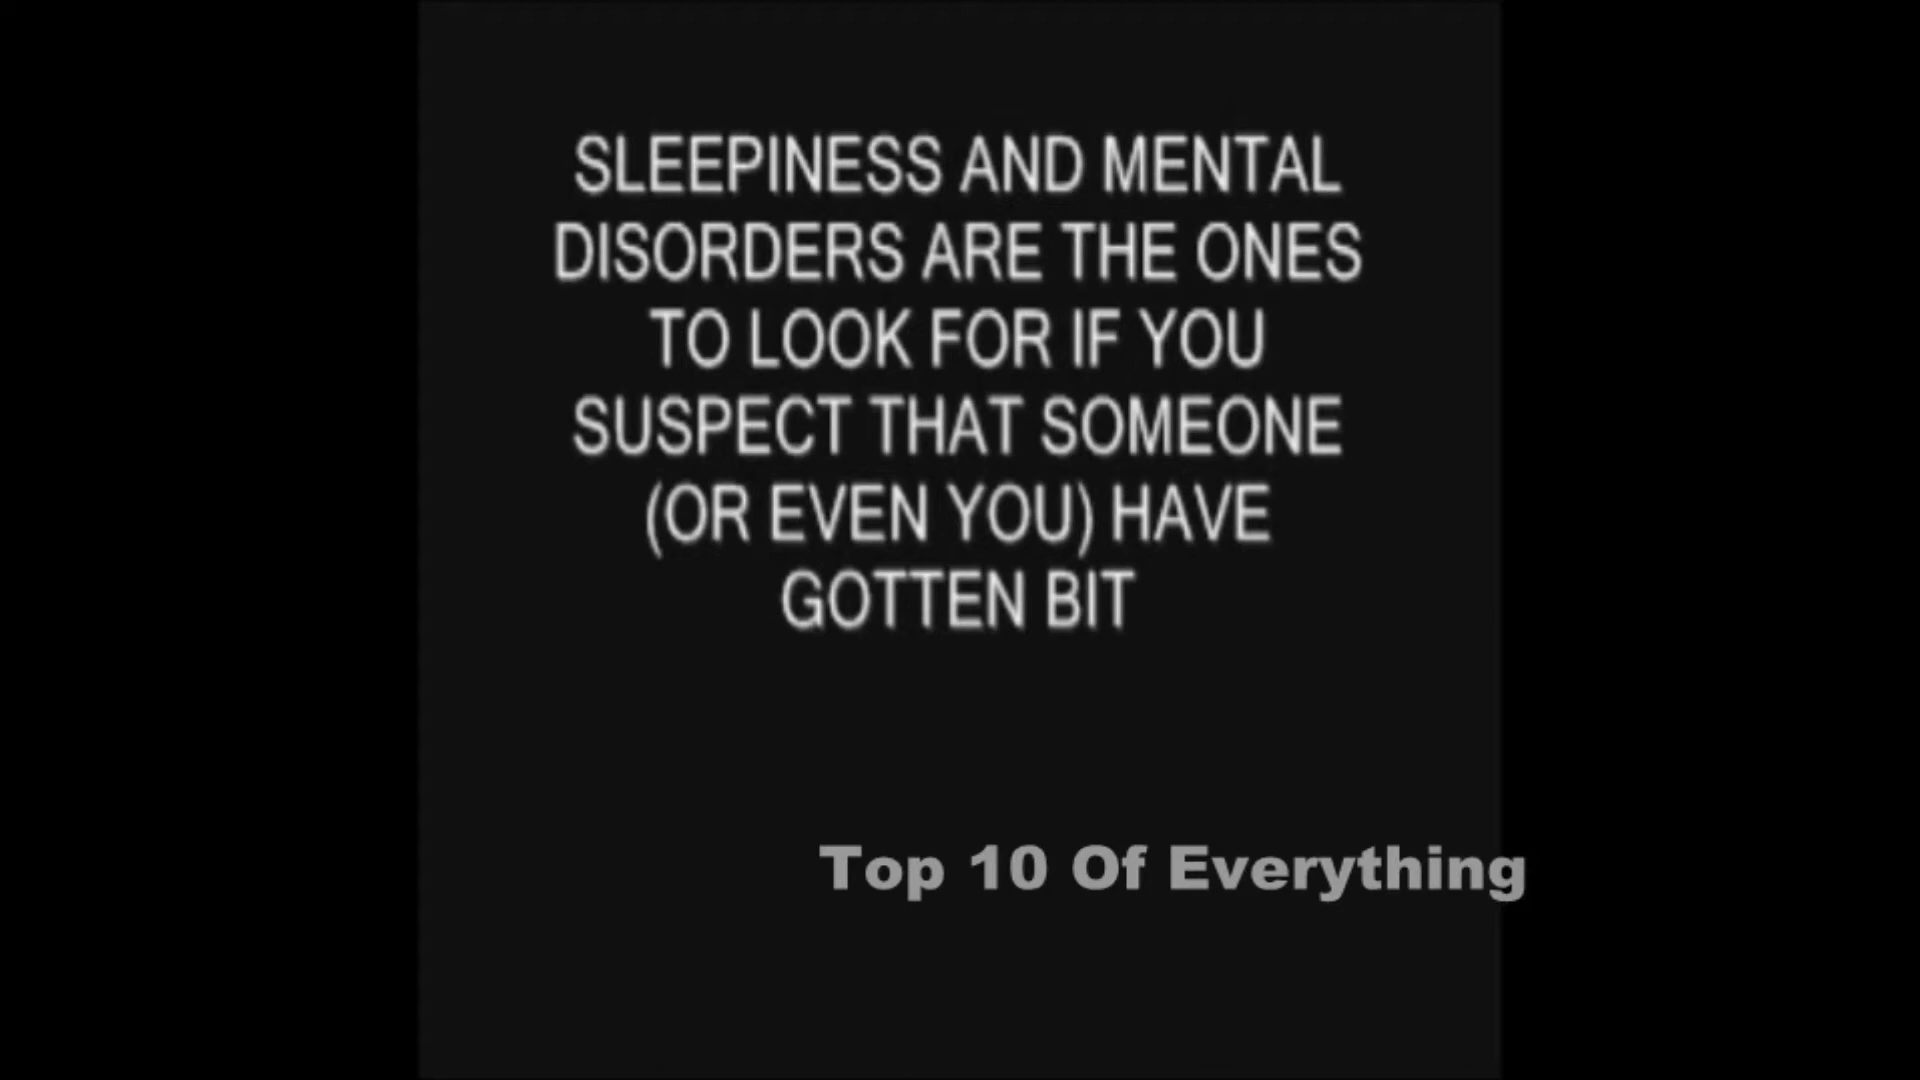 SLEEPINESS AND MENTAL
DISORDERS ARE THE ONES
TO LOOK FOR IF YOU
SUSPECT THAT SOMEONE
(OR EVEN YOU) HAVE
GOTTEN BIT
Top 10 Of Everything